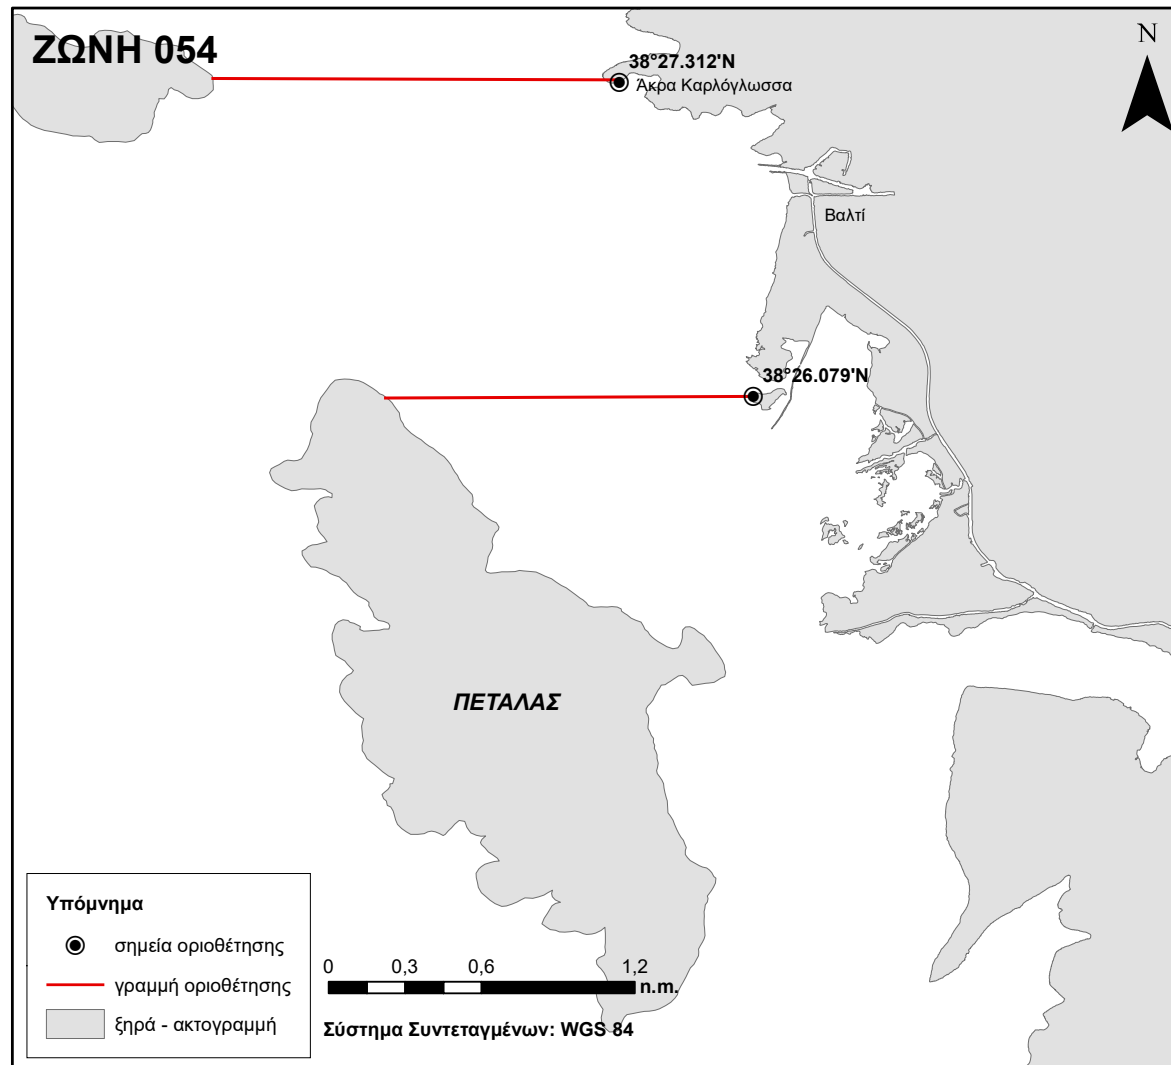 ΖΩΝΗ 054
N
38°27.312'N
Άκρα Καρλόγλωσσα
Βαλτί
38°26.079'N
ΠΕΤΑΛΑΣ
Υπόμνημα
σημεία οριοθέτησης
γραμμή οριοθέτησης
ξηρά - ακτογραμμή
0 0,3 0,6 1,2
n.m.
Σύστημα Συντεταγμένων: WGS 84